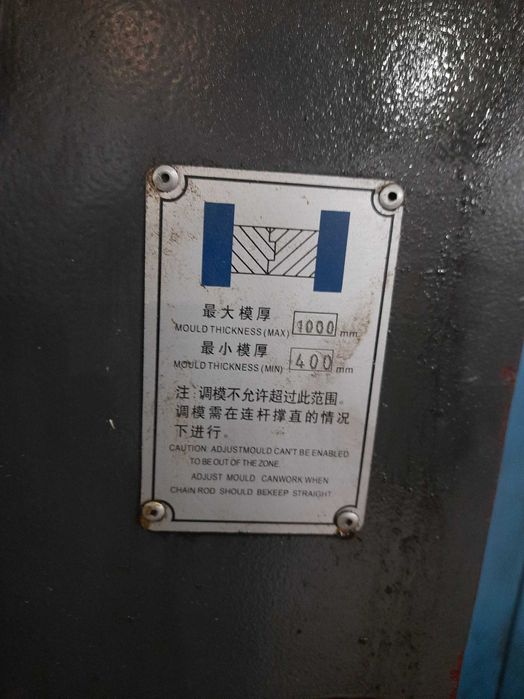 最大模厚
MOULD THICKNESS (MAX) 1000 mm
最小模厚
MOULD THICKNESS (MIN) 400 mm
注:调模不允许超过此范围。
调模需在连杆撑直的情况
下进行。
CAUTION: ADJUSTMOULD CAN'T BE ENABLED
TO BE OUT OF THE ZONE.
ADJUST MOULD CANWORK WHEN
CHAIN ROD SHOULD BEKEEP STRAIGHT